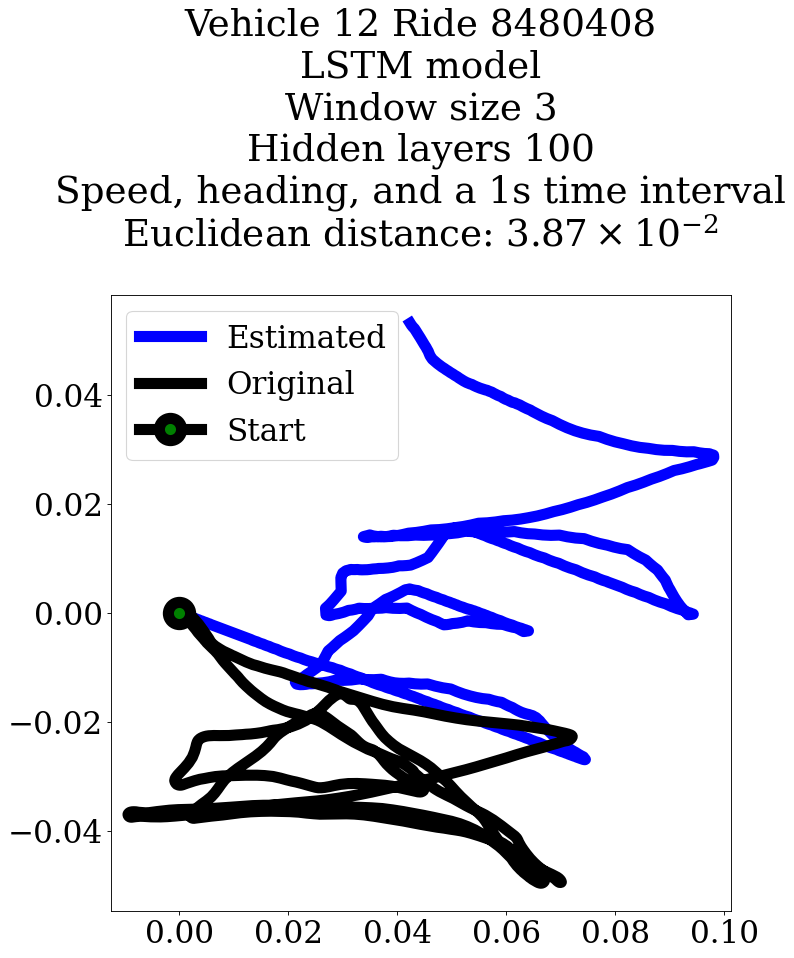 Vehicle 12 Ride 8480408
LSTM model
Window size 3
Hidden layers 100
Speed, heading, and a 1s time interval
Euclidean distance: 3.87 × 10⁻²
Estimated
Original
Start
0.04
0.02
0.00
−0.02
−0.04
0.00 0.02 0.04 0.06 0.08 0.10